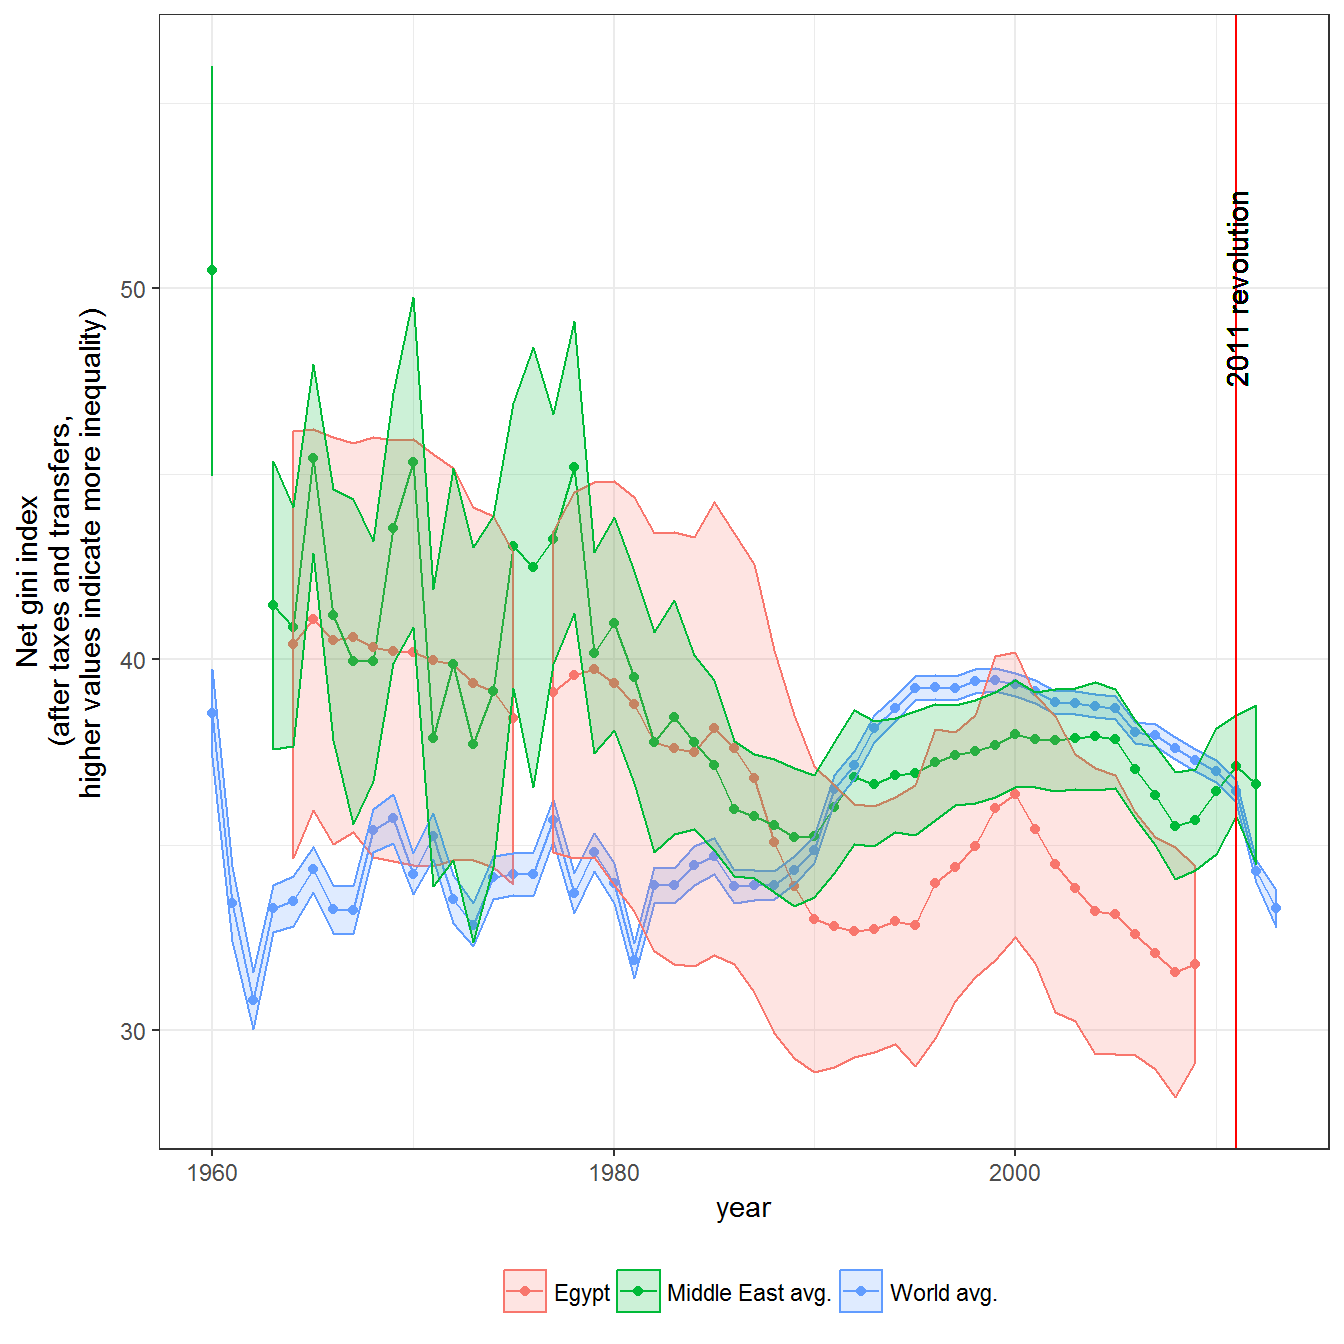 Net gini index
(after taxes and transfers,
higher values indicate more inequality)
50
40
30
2011 revolution
1960
1980
2000
year
Egypt
Middle East avg.
World avg.